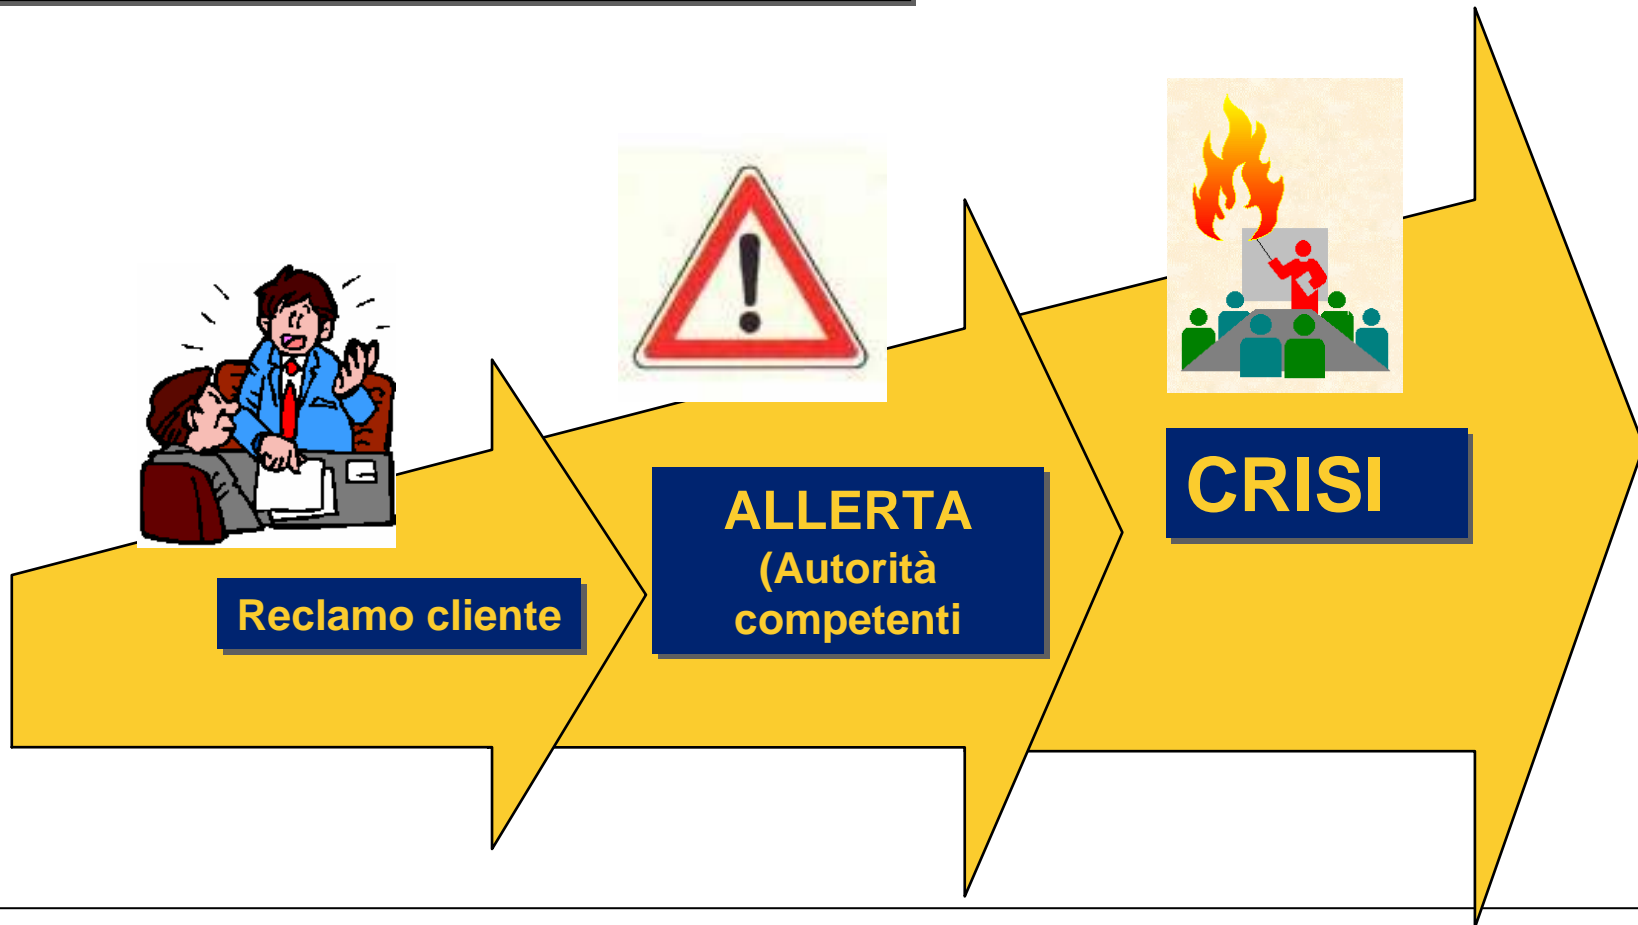 Reclamo cliente
ALLERTA
(Autorità
competenti
CRISI